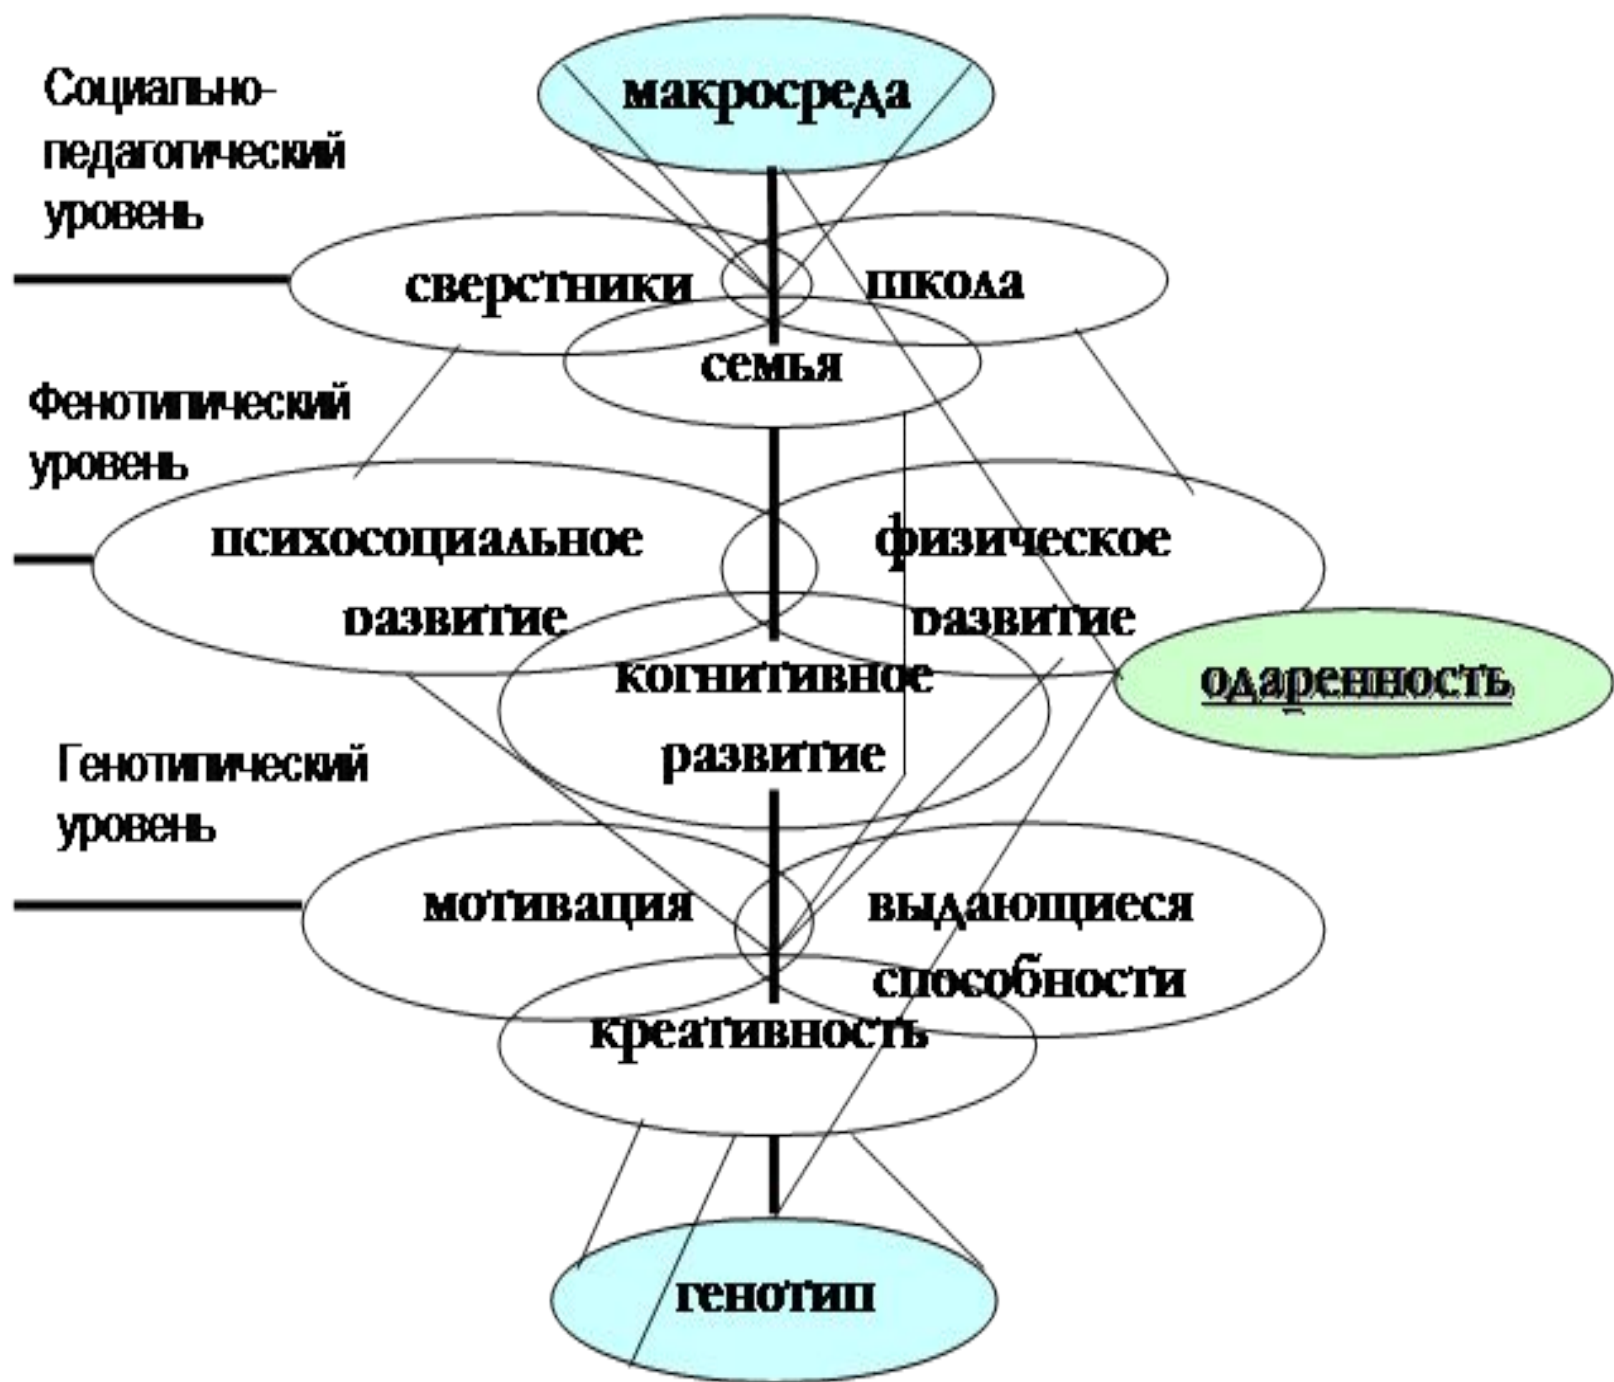 Социально-
педагогический
уровень
макросреда
сверстники
школа
семья
Фенотипический
уровень
психосоциальное
развитие
физическое
развитие
когнитивное
развитие
одаренность
Генотипический
уровень
мотивация
выдающиеся
способности
креативность
генотип